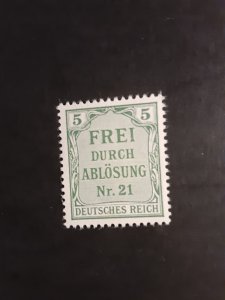 5 5
FREI
DURCH
ABLÖSUNG
Nr. 21
DEUTSCHES REICH